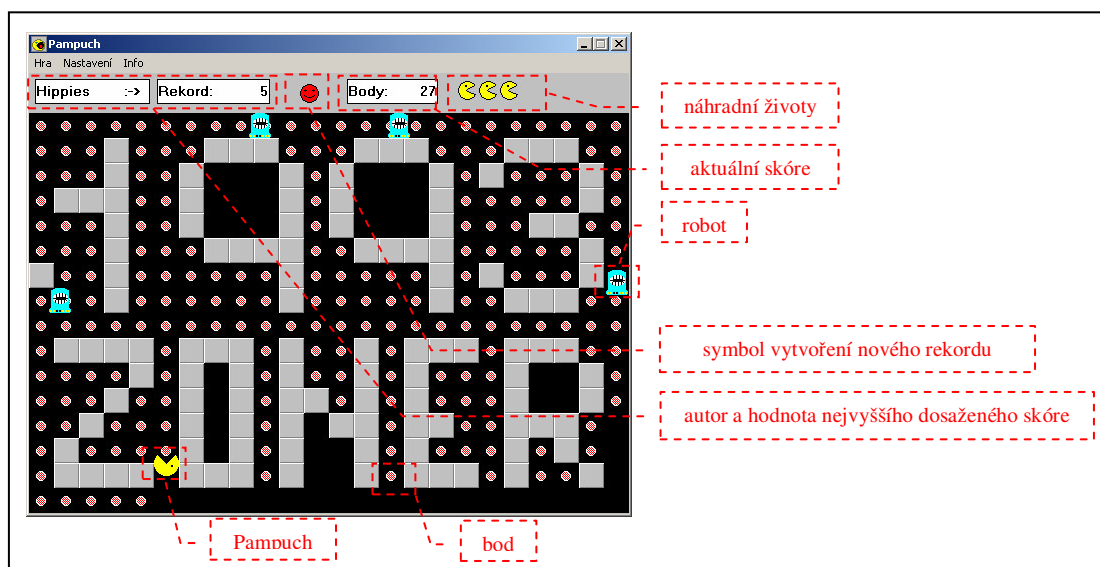 Pampuch
Hra Nastavení Info
Hippies :-> Rekord: 5 Body: 27
náhradní životy
aktuální skóre
robot
symbol vytvoření nového rekordu
autor a hodnota nejvyššího dosaženého skóre
Pampuch
bod